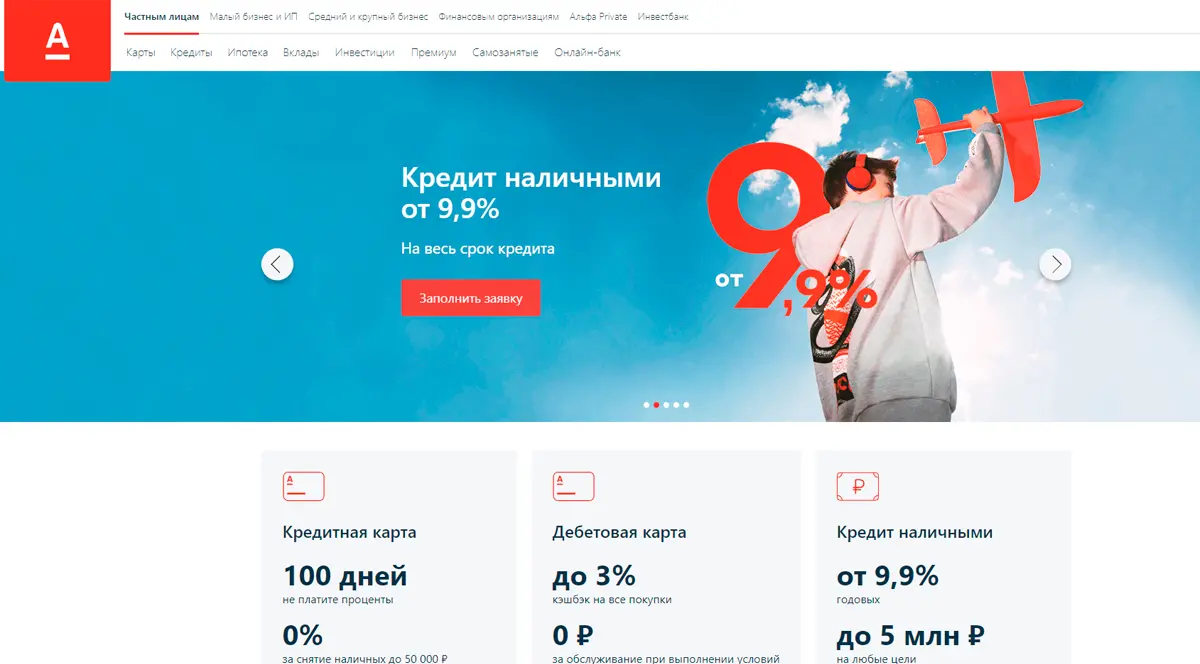 А
Частным лицам Малый бизнес и ИП Средний и крупный бизнес Финансовым организациям Альфа Private Инвестбанк
Карты Кредиты Ипотека Вклады Инвестиции Премиум Самозанятые Онлайн-банк
Кредит наличными
от 9,9%
На весь срок кредита
Заполнить заявку
от 9,9%
А
А
₽
Кредитная карта
100 дней
не платите проценты
0%
за снятие наличных до 50 000 ₽
Дебетовая карта
до 3%
кэшбэк на все покупки
0 ₽
за обслуживание при выполнении условий
Кредит наличными
от 9,9%
годовых
до 5 млн ₽
на любые цели